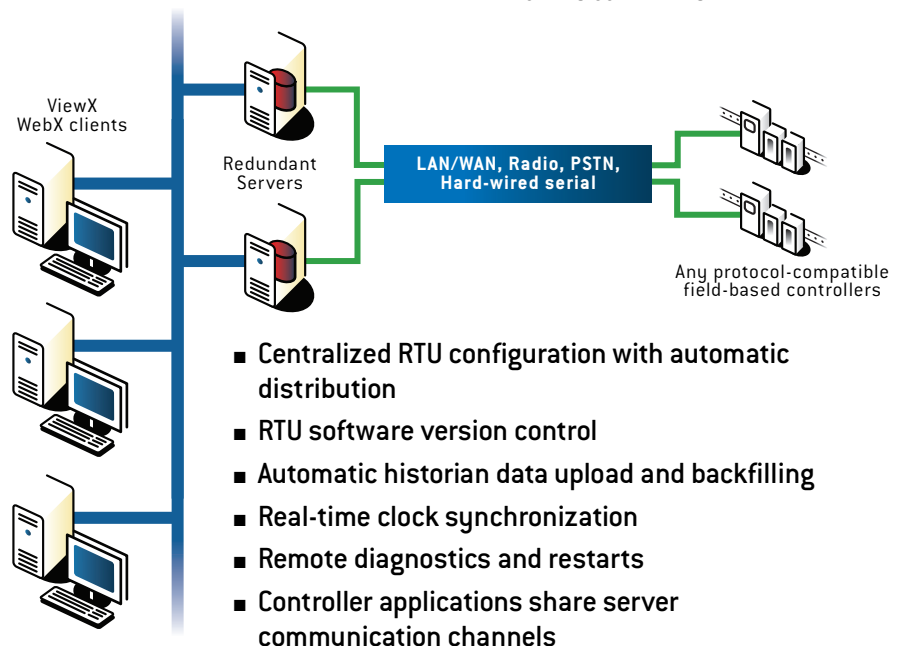 ViewX
WebX clients
Redundant
Servers
LAN/WAN, Radio, PSTN,
Hard-wired serial
Any protocol-compatible
field-based controllers
■ Centralized RTU configuration with automatic
distribution
■ RTU software version control
■ Automatic historian data upload and backfilling
■ Real-time clock synchronization
■ Remote diagnostics and restarts
■ Controller applications share server
communication channels